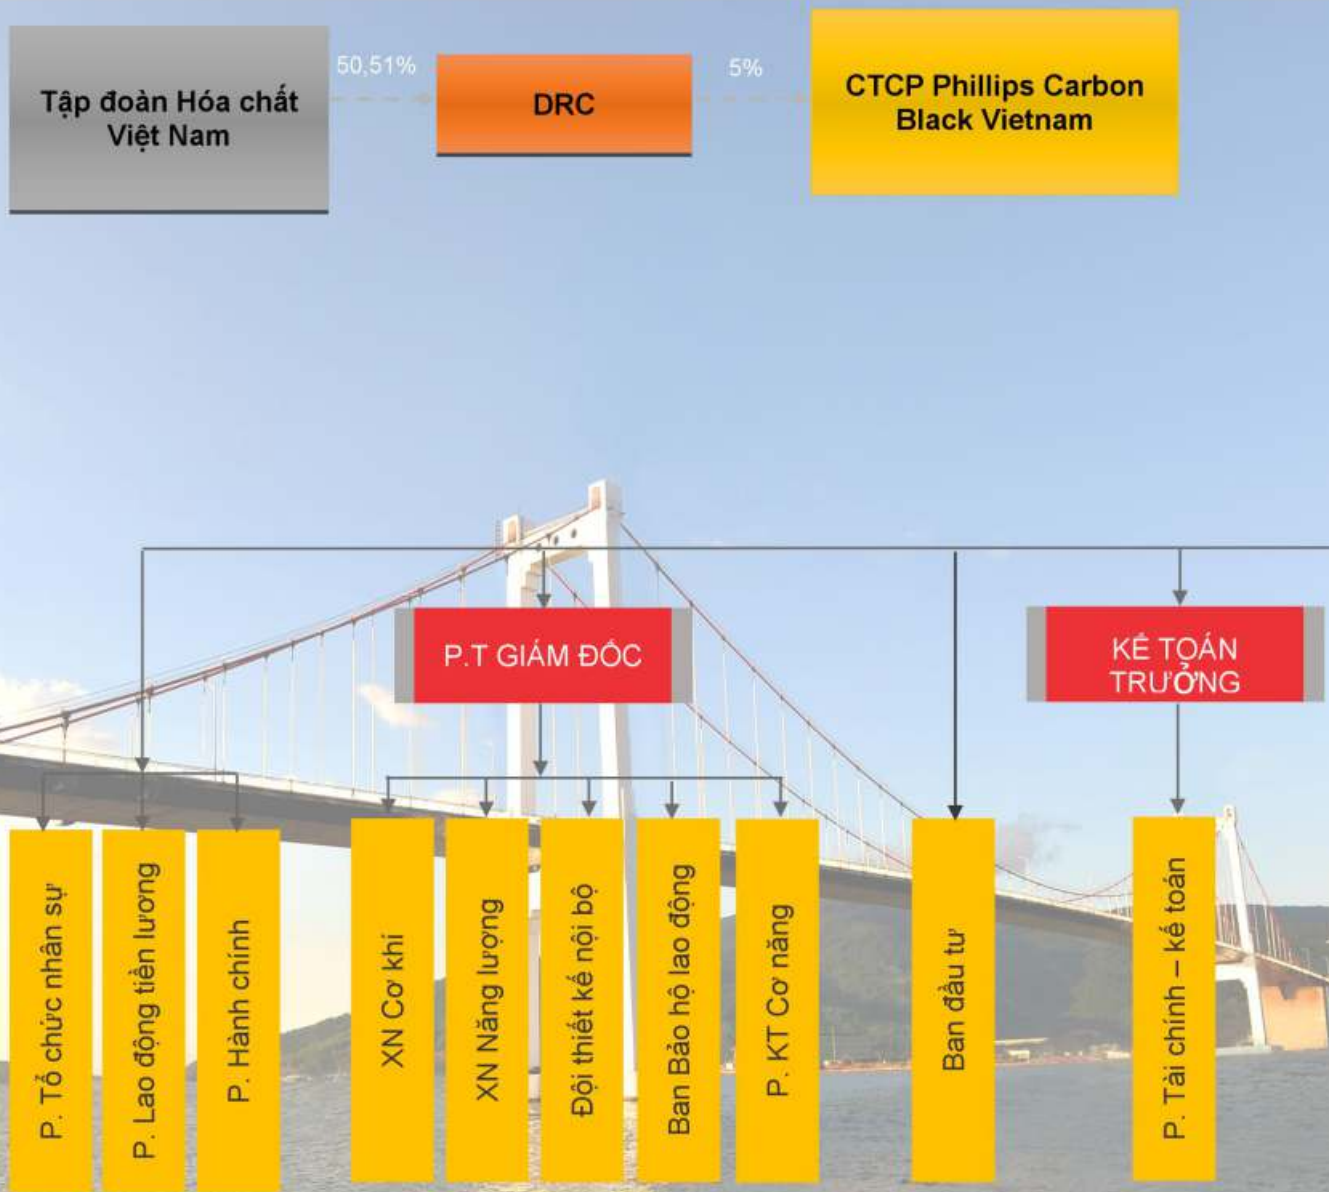 Tập đoàn Hóa chất
Việt Nam
50,51%
DRC
5%
CTCP Phillips Carbon
Black Vietnam
P.T GIÁM ĐỐC
KẾ TOÁN
TRƯỞNG
P. Tổ chức nhân sự
P. Lao động tiền lương
P. Hành chính
XN Cơ khí
XN Năng lượng
Đội thiết kế nội bộ
Ban Bảo hộ lao động
P. KT Cơ năng
Ban đầu tư
P. Tài chính – kế toán